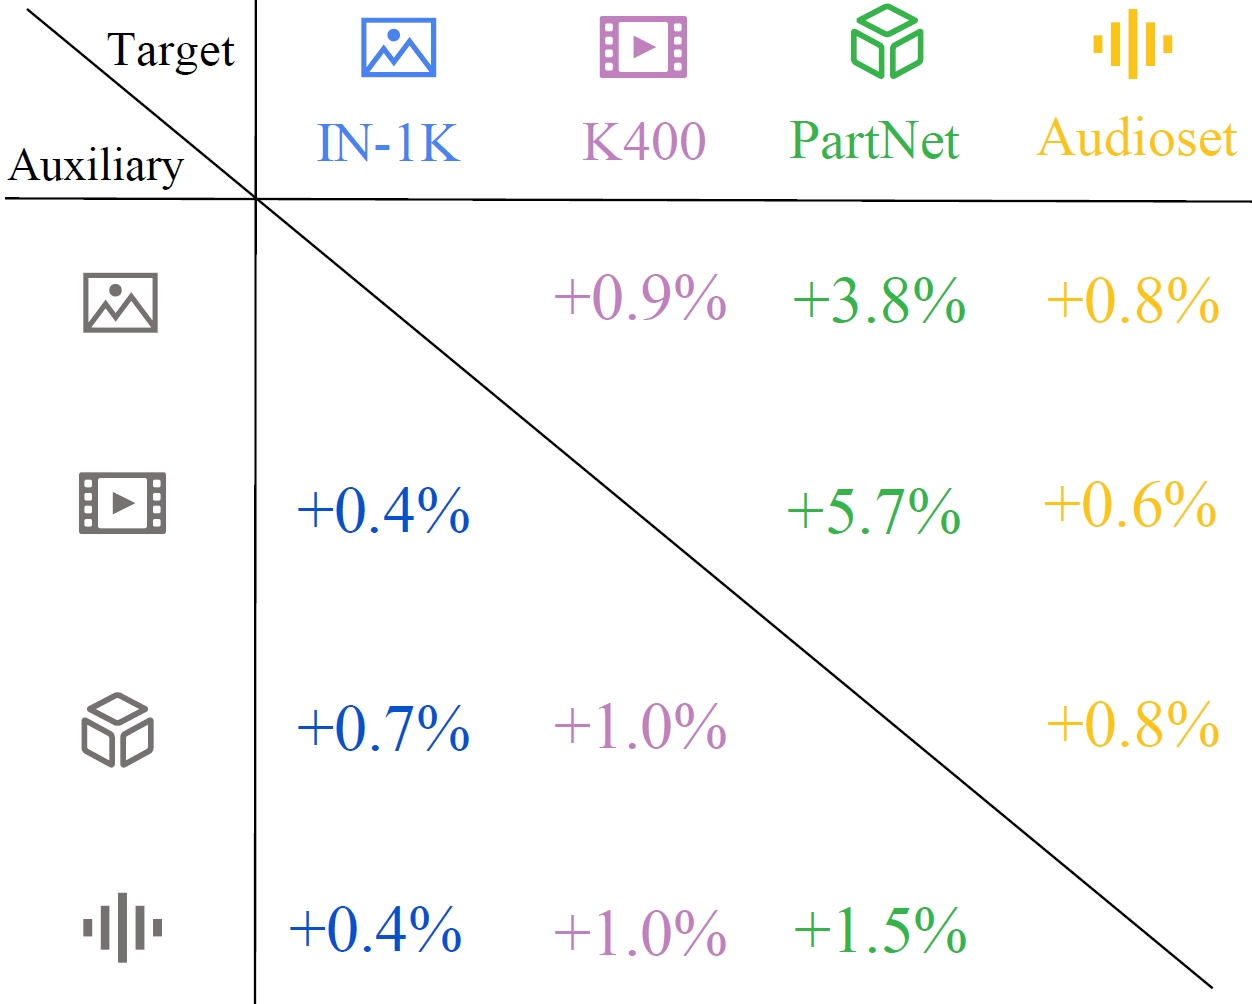 Target
Auxiliary
IN-1K K400 PartNet Audioset
+0.9% +3.8% +0.8%
+0.4% +5.7% +0.6%
+0.7% +1.0% +0.8%
+0.4% +1.0% +1.5%